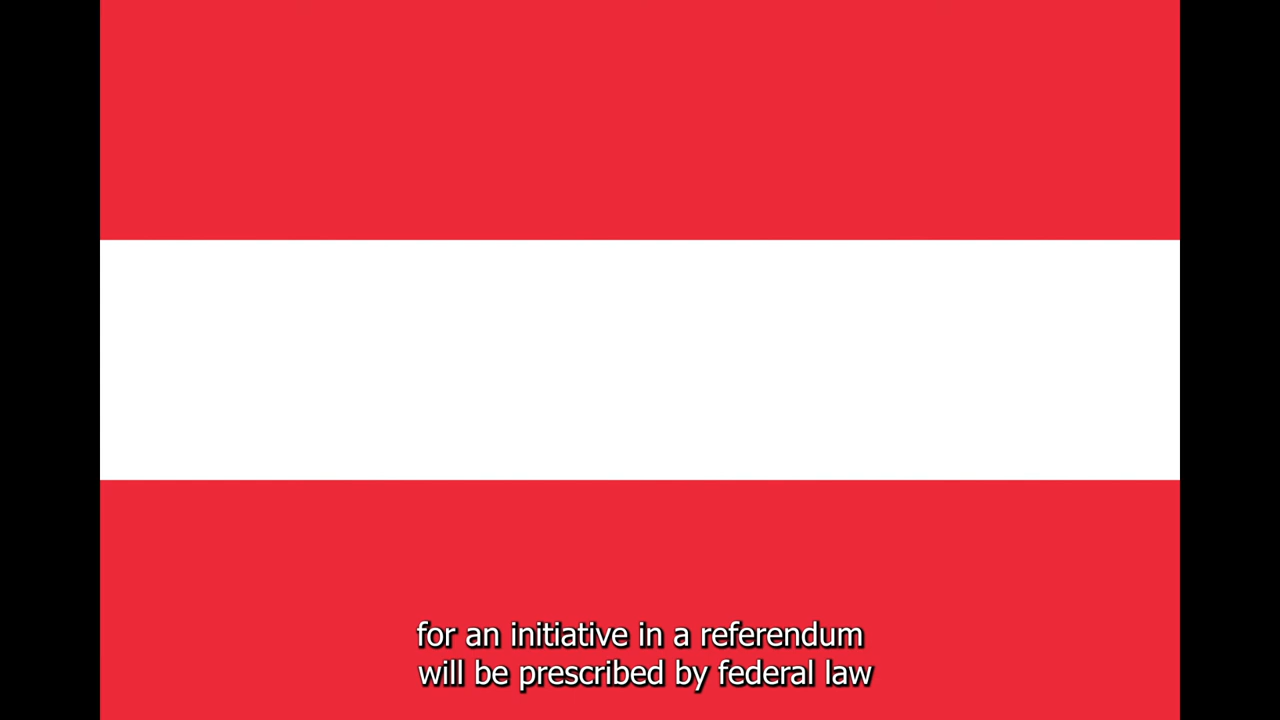 for an initiative in a referendum
will be prescribed by federal law